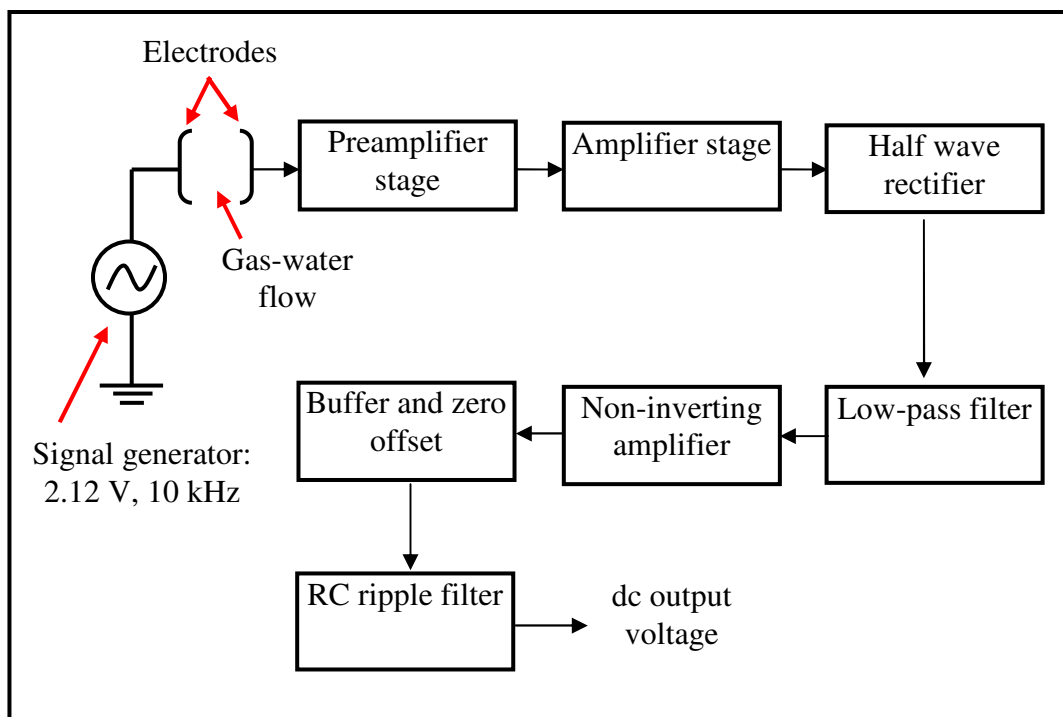 Electrodes
Preamplifier
stage
Amplifier stage
Half wave
rectifier
Gas-water
flow
Signal generator:
2.12 V, 10 kHz
Buffer and zero
offset
Non-inverting
amplifier
Low-pass filter
RC ripple filter
dc output
voltage